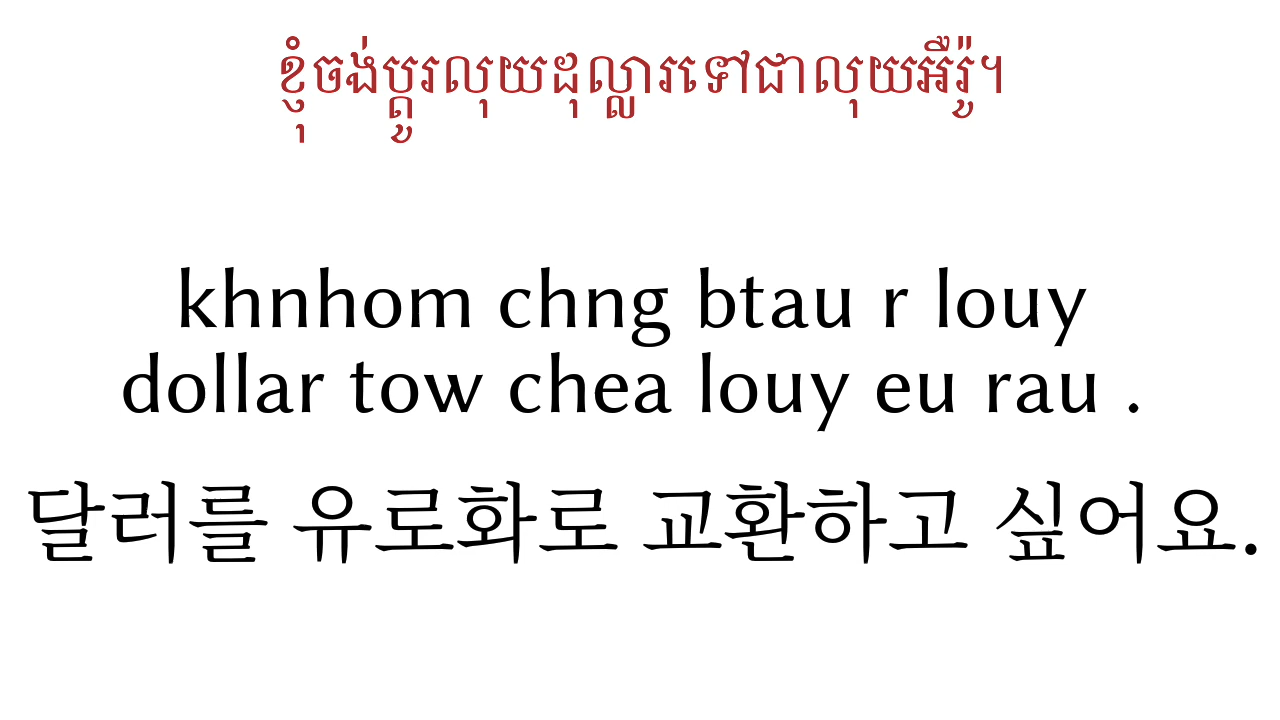 ខ្ញុំចង់ប្តូរលុយដុល្លារទៅជាលុយអឺរ៉ូ។
khnhom chng btau r louy
dollar tow chea louy eu rau .
달러를 유로화로 교환하고 싶어요.